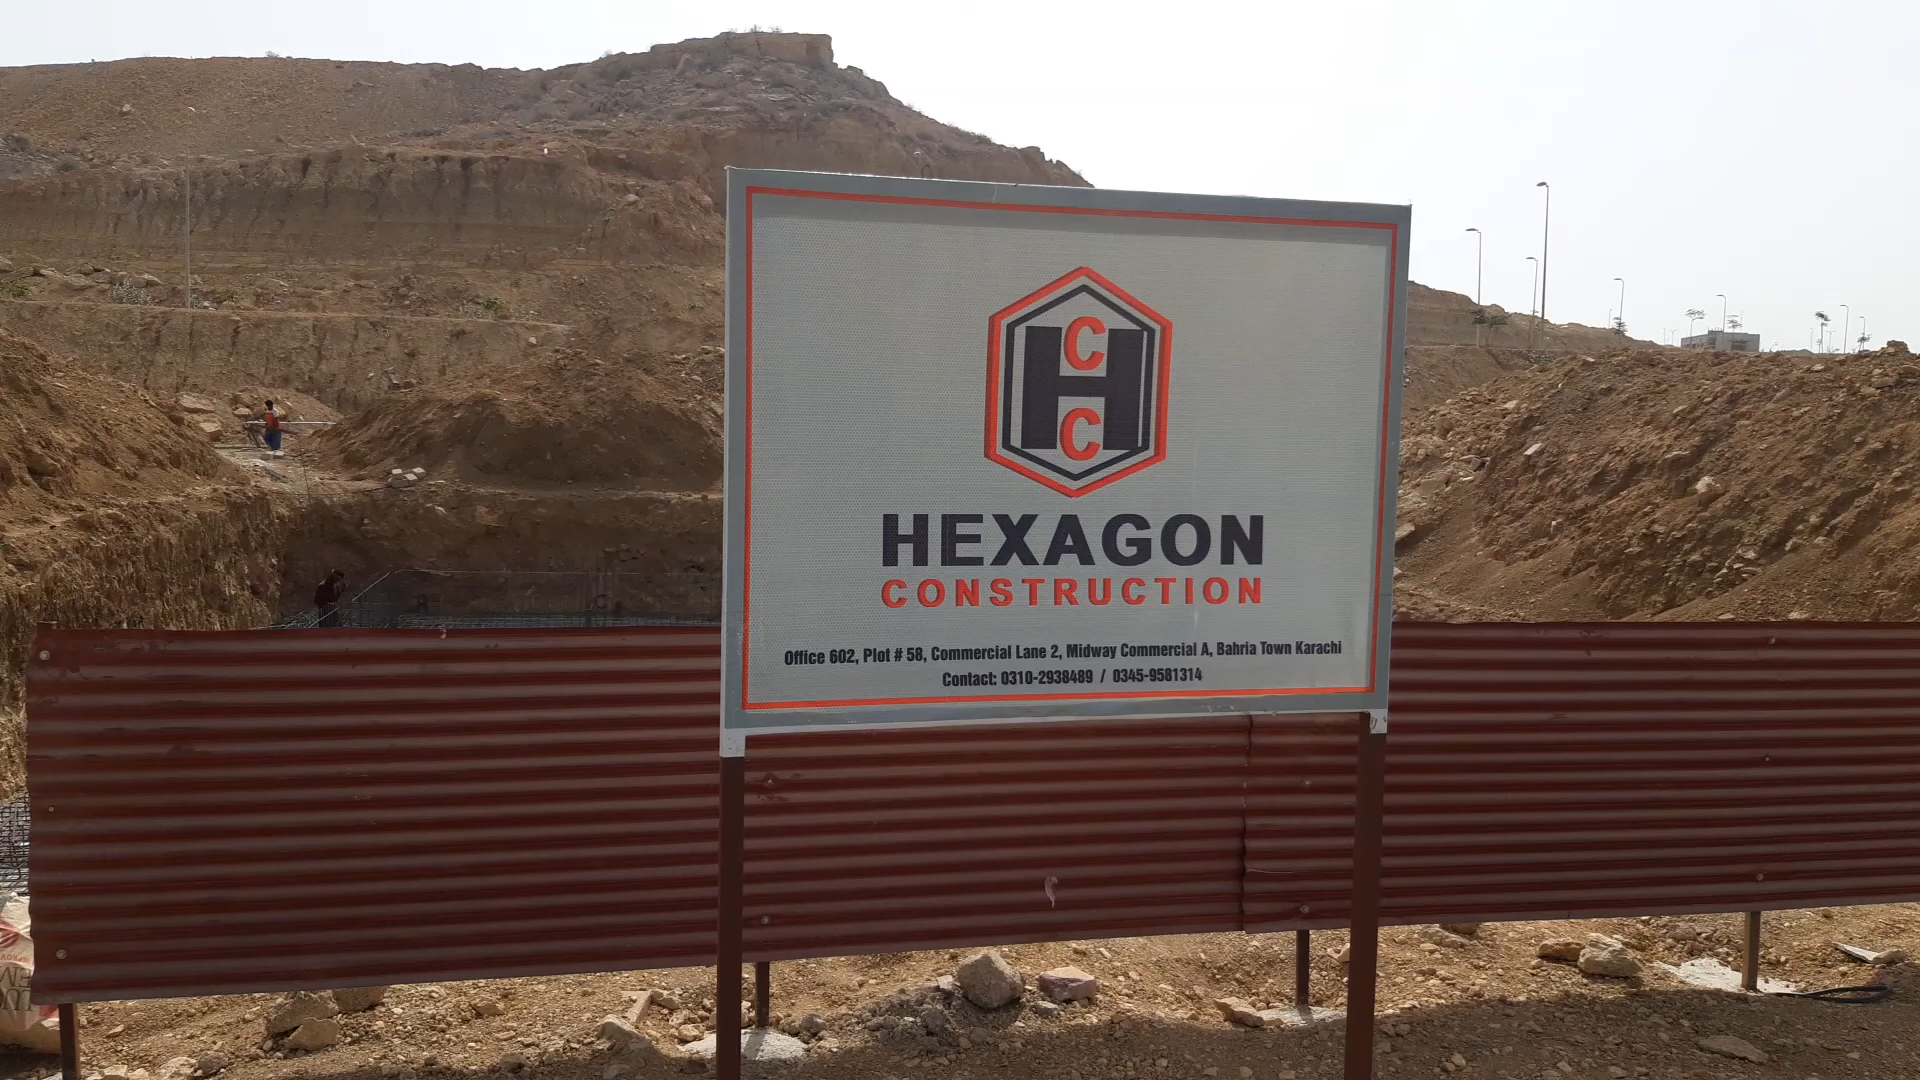 C
H
C
HEXAGON
CONSTRUCTION
Office 602, Plot # 58, Commercial Lane 2, Midway Commercial A, Bahria Town Karachi
Contact: 0310-2938489 / 0345-9581314